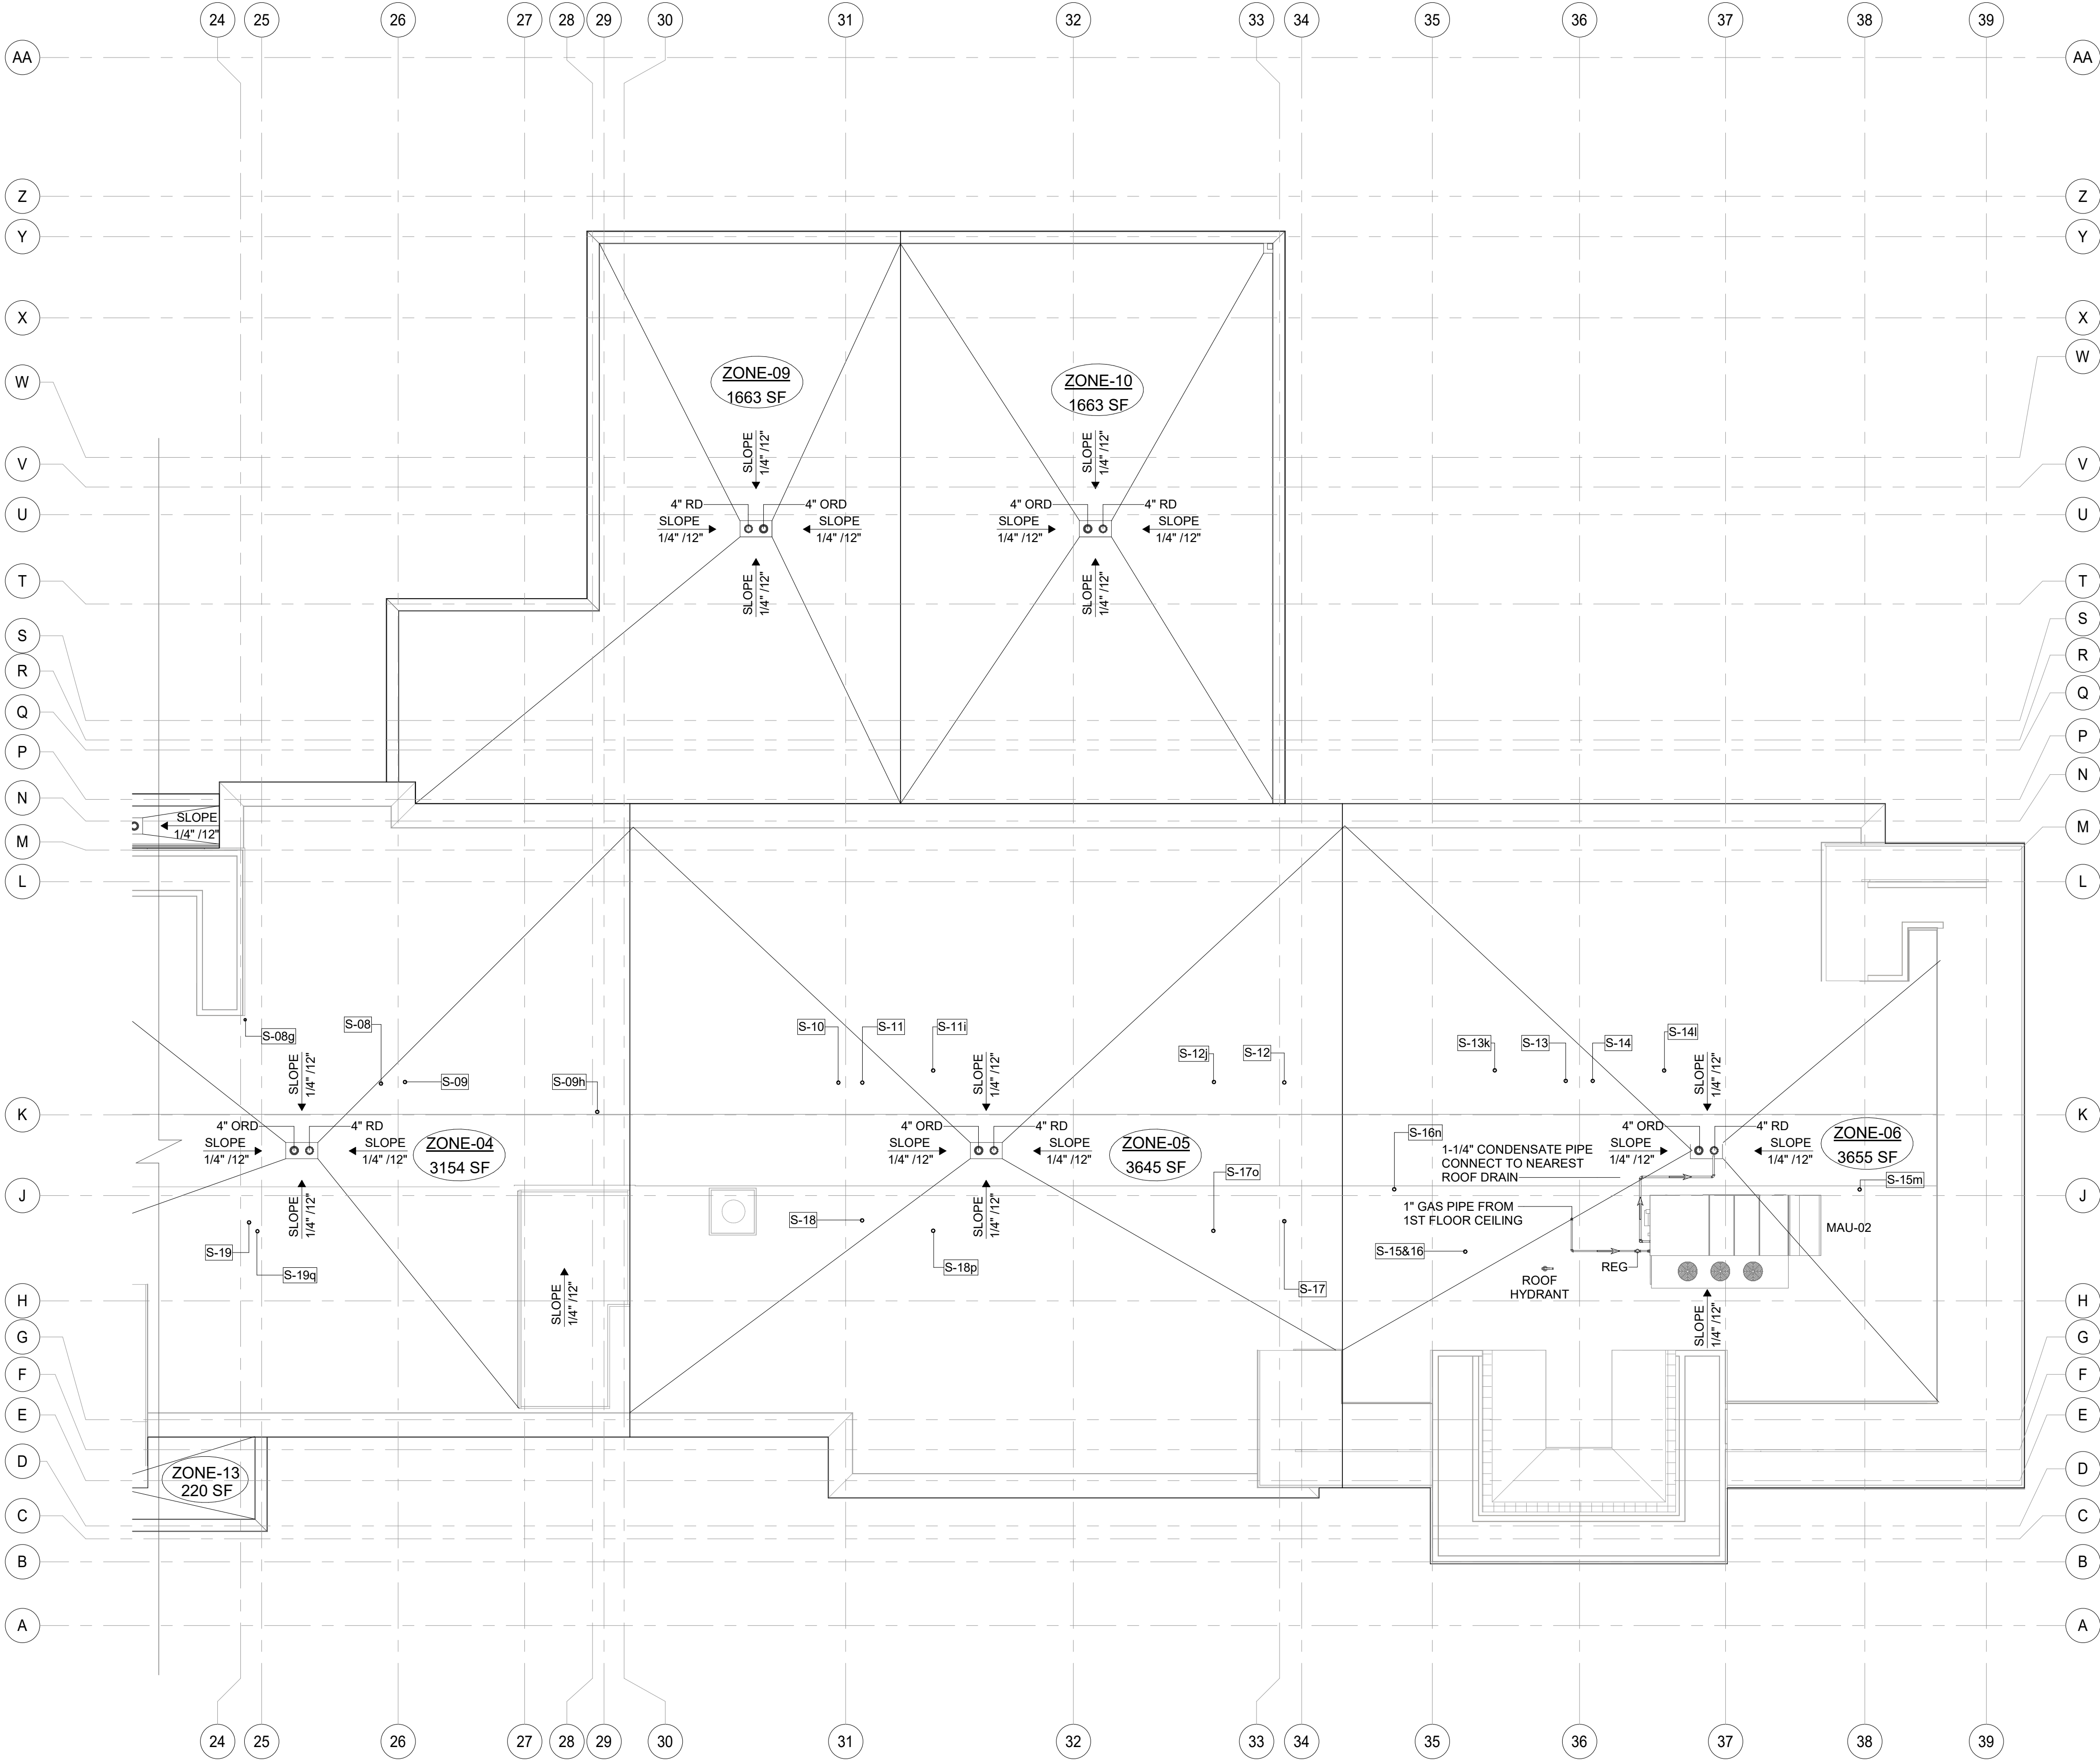 24 25 26 27 28 29 30 31 32 33 34 35 36 37 38 39
AA AA
Z Z
Y Y
X X
W W
V V
U U
T T
S S
R R
Q Q
P P
N N
M M
L L
K K
J J
H H
G G
F F
E E
D D
C C
B B
A A
ZONE-09
1663 SF
SLOPE
1/4" /12"
4" RD
4" ORD
SLOPE
1/4" /12"
SLOPE
1/4" /12"
SLOPE
1/4" /12"
ZONE-10
1663 SF
SLOPE
1/4" /12"
4" ORD
4" RD
SLOPE
1/4" /12"
SLOPE
1/4" /12"
SLOPE
1/4" /12"
SLOPE
1/4" /12"
S-08g
S-08
S-09
S-09h
SLOPE
1/4" /12"
4" ORD
4" RD
SLOPE
1/4" /12"
SLOPE
1/4" /12"
ZONE-04
3154 SF
SLOPE
1/4" /12"
S-19
S-19q
SLOPE
1/4" /12"
ZONE-13
220 SF
S-10
S-11
S-11i
S-12j
S-12
SLOPE
1/4" /12"
4" ORD
4" RD
SLOPE
1/4" /12"
SLOPE
1/4" /12"
ZONE-05
3645 SF
SLOPE
1/4" /12"
S-18
S-18p
S-17o
S-17
S-13k
S-13
S-14
S-14l
SLOPE
1/4" /12"
S-16n
1-1/4" CONDENSATE PIPE
CONNECT TO NEAREST
ROOF DRAIN
4" ORD
4" RD
SLOPE
1/4" /12"
SLOPE
1/4" /12"
ZONE-06
3655 SF
S-15m
1" GAS PIPE FROM
1ST FLOOR CEILING
MAU-02
S-15&16
REG
ROOF
HYDRANT
SLOPE
1/4" /12"
24 25 26 27 28 29 30 31 32 33 34 35 36 37 38 39